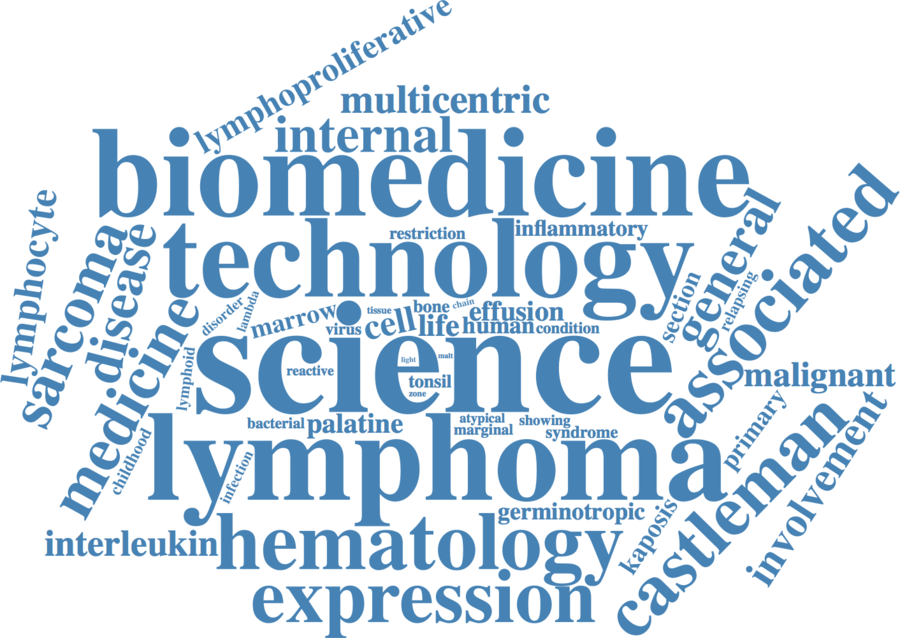 lymphoproliferative
multicentric
internal
biomedicine
technology
restriction
inflammatory
lymphocyte
sarcoma
disease
medicine
general
associated
section
relapsing
disorder
lambda
marrow
virus
tissue
cell
bone
life
chain
effusion
human
condition
science
lymphoid
reactive
light
malt
tonsil
zone
malignant
childhood
bacterial
palatine
atypical
marginal
showing
syndrome
lymphoma
infection
primary
castleman
involvement
germinotropic
kaposis
interleukin
hematology
expression